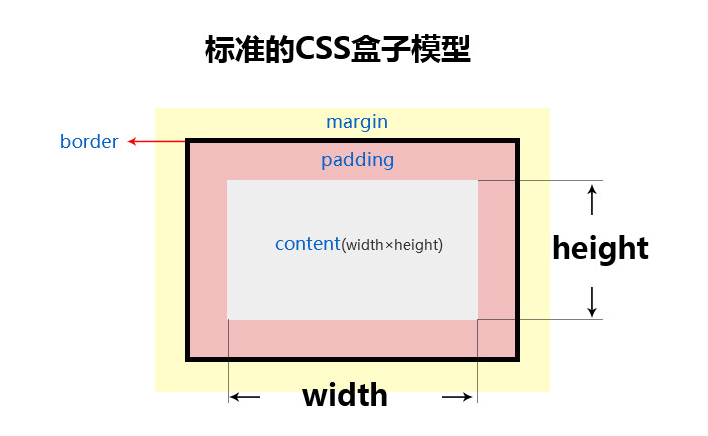 标准的CSS盒子模型
margin
border
padding
content(width×height)
height
width